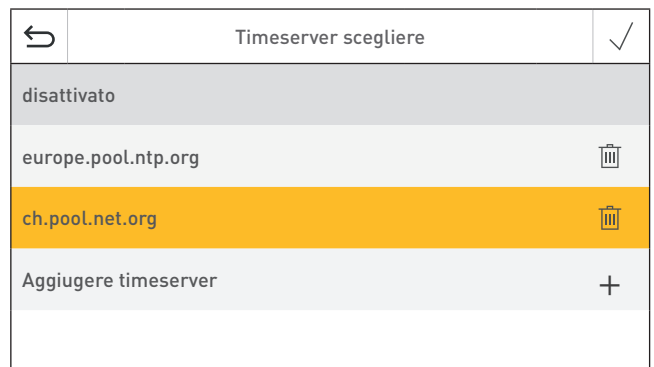 Timeserver scegliere
disattivato
europe.pool.ntp.org
ch.pool.net.org
Aggiugere timeserver